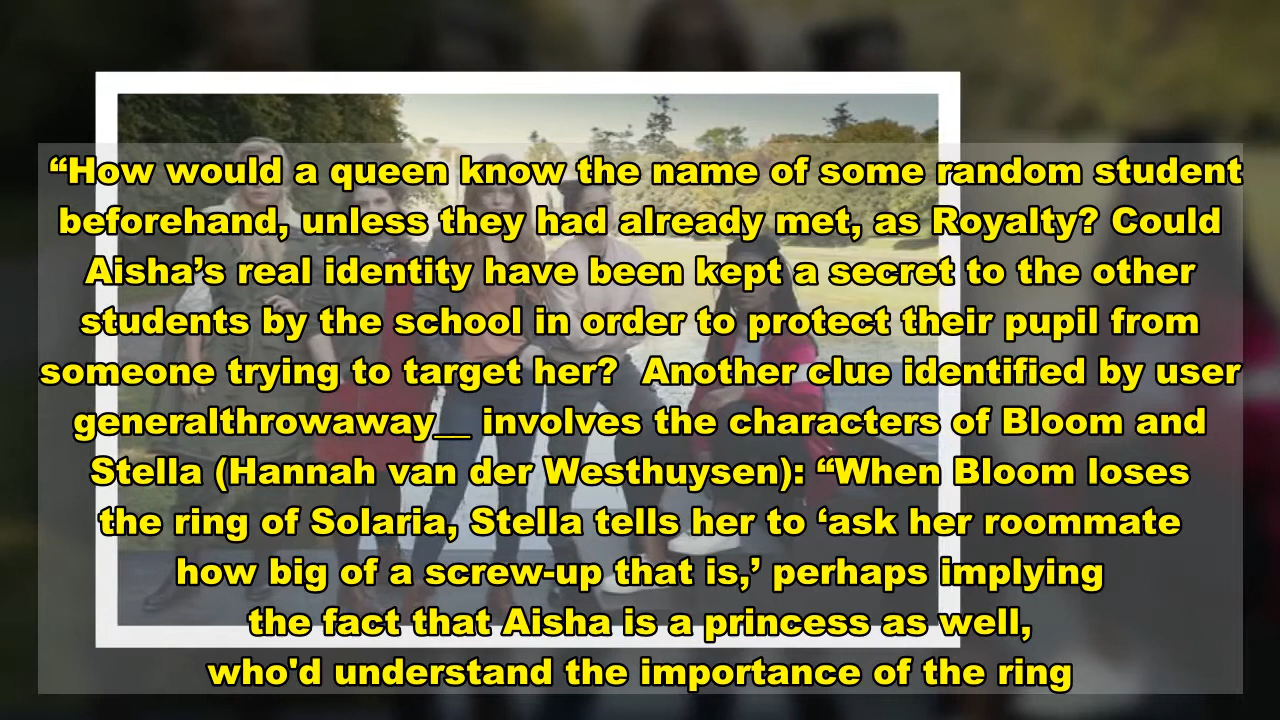 “How would a queen know the name of some random student
beforehand, unless they had already met, as Royalty? Could
Aisha’s real identity have been kept a secret to the other
students by the school in order to protect their pupil from
someone trying to target her?  Another clue identified by user
generalthrowaway__ involves the characters of Bloom and
Stella (Hannah van der Westhuysen): “When Bloom loses
the ring of Solaria, Stella tells her to ‘ask her roommate
how big of a screw-up that is,’ perhaps implying
the fact that Aisha is a princess as well,
who'd understand the importance of the ring